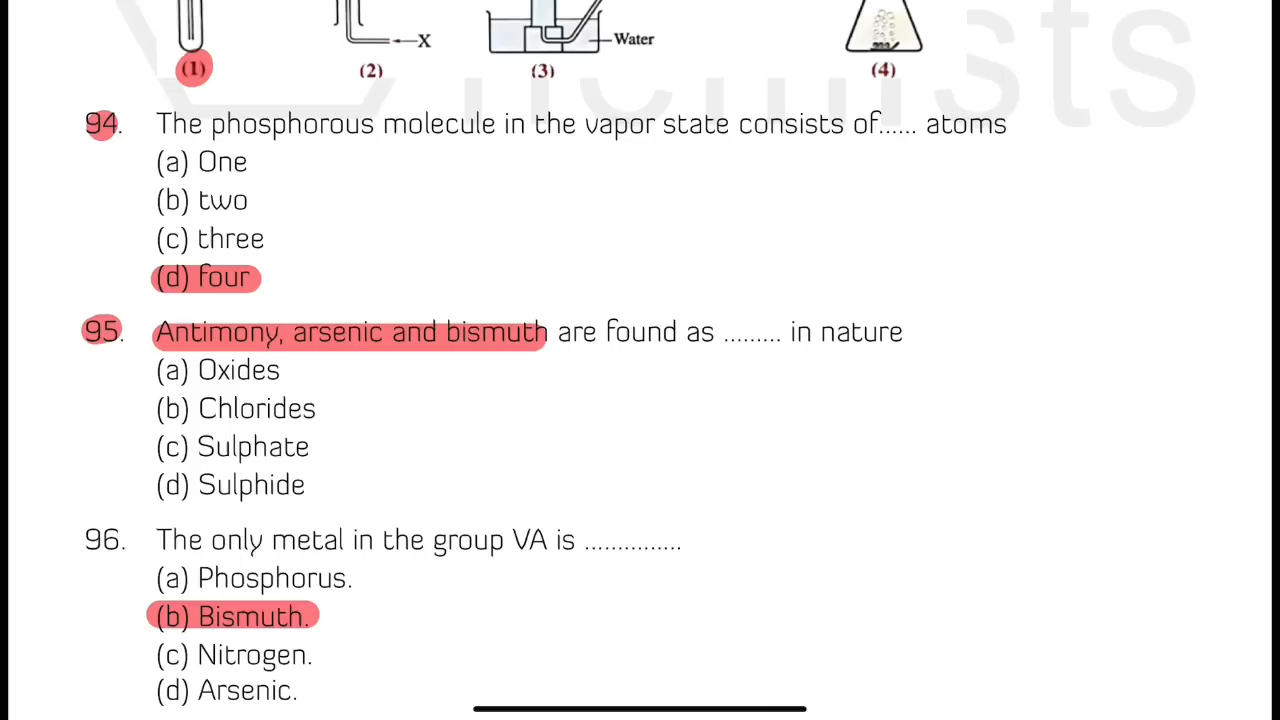 X
Water
(1) (2) (3) (4)
94. The phosphorous molecule in the vapor state consists of...... atoms
(a) One
(b) two
(c) three
(d) four
95. Antimony, arsenic and bismuth are found as ......... in nature
(a) Oxides
(b) Chlorides
(c) Sulphate
(d) Sulphide
96. The only metal in the group VA is ...............
(a) Phosphorus.
(b) Bismuth.
(c) Nitrogen.
(d) Arsenic.